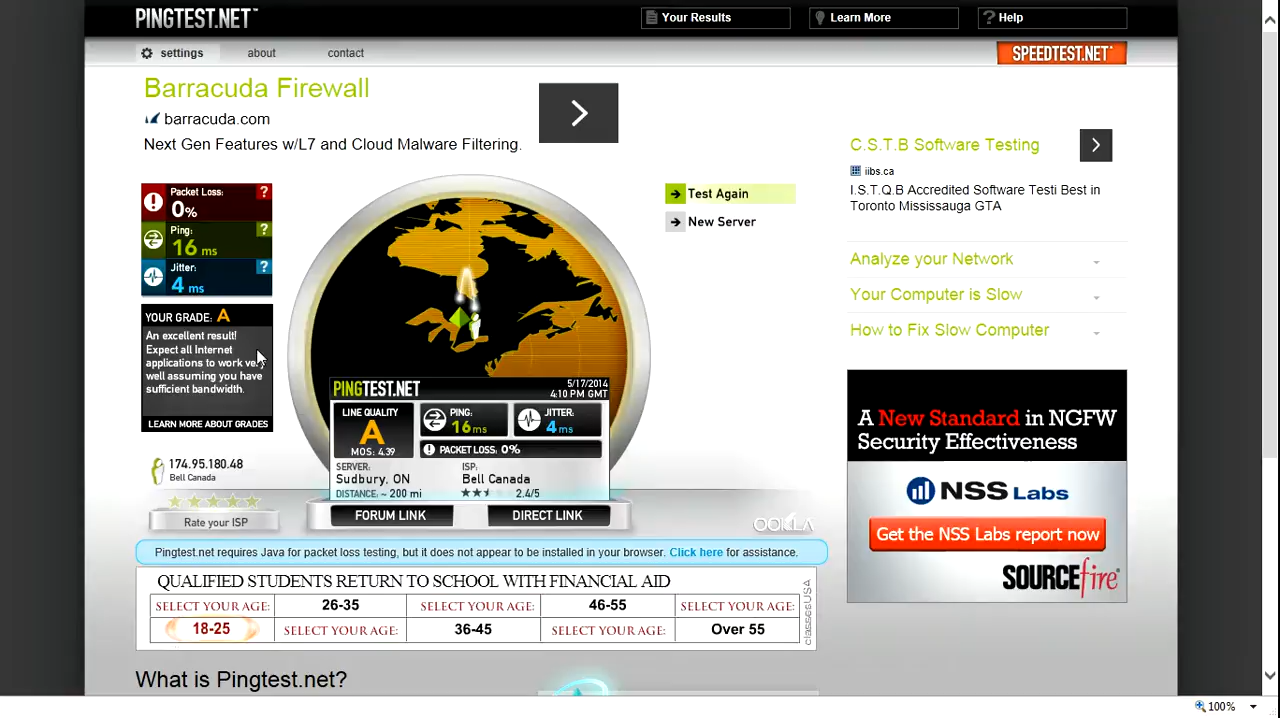 PINGTEST.NET™
Your Results
Learn More
? Help
settings
about
contact
SPEEDTEST.NET
Barracuda Firewall
barracuda.com
Next Gen Features w/L7 and Cloud Malware Filtering.
C.S.T.B Software Testing
iibs.ca
I.S.T.Q.B Accredited Software Testi Best in
Toronto Mississauga GTA
Packet Loss: ?
0%
Ping: ?
16 ms
Jitter: ?
4 ms
Test Again
New Server
Analyze your Network
Your Computer is Slow
How to Fix Slow Computer
YOUR GRADE: A
An excellent result!
Expect all Internet
applications to work very
well assuming you have
sufficient bandwidth.
LEARN MORE ABOUT GRADES
PINGTEST.NET
5/17/2014
4:10 PM GMT
LINE QUALITY
A
MOS: 4.39
PING:
16ms
JITTER:
4ms
PACKET LOSS: 0%
SERVER:
Sudbury, ON
DISTANCE: ~ 200 mi
ISP:
Bell Canada
2.4/5
FORUM LINK
DIRECT LINK
174.95.180.48
Bell Canada
Rate your ISP
OOKLA
A New Standard in NGFW
Security Effectiveness
NSS LABS
Get the NSS Labs report now
SOURCEfire
Pingtest.net requires Java for packet loss testing, but it does not appear to be installed in your browser. Click here for assistance.
QUALIFIED STUDENTS RETURN TO SCHOOL WITH FINANCIAL AID
SELECT YOUR AGE: 26-35 SELECT YOUR AGE: 46-55 SELECT YOUR AGE:
18-25 SELECT YOUR AGE: 36-45 SELECT YOUR AGE: Over 55
classesUSA
What is Pingtest.net?
100%